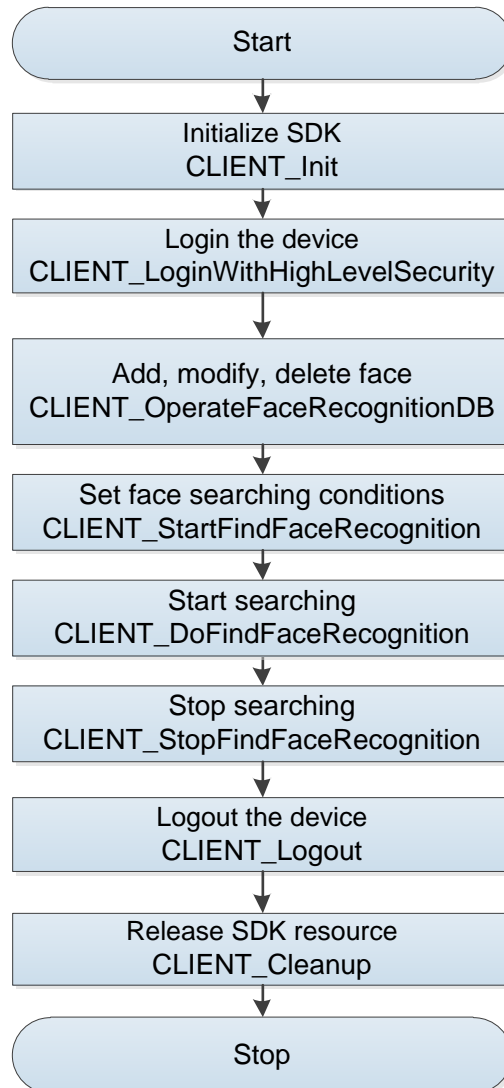 Start
Initialize SDK
CLIENT_Init
Login the device
CLIENT_LoginWithHighLevelSecurity
Add, modify, delete face
CLIENT_OperateFaceRecognitionDB
Set face searching conditions
CLIENT_StartFindFaceRecognition
Start searching
CLIENT_DoFindFaceRecognition
Stop searching
CLIENT_StopFindFaceRecognition
Logout the device
CLIENT_Logout
Release SDK resource
CLIENT_Cleanup
Stop